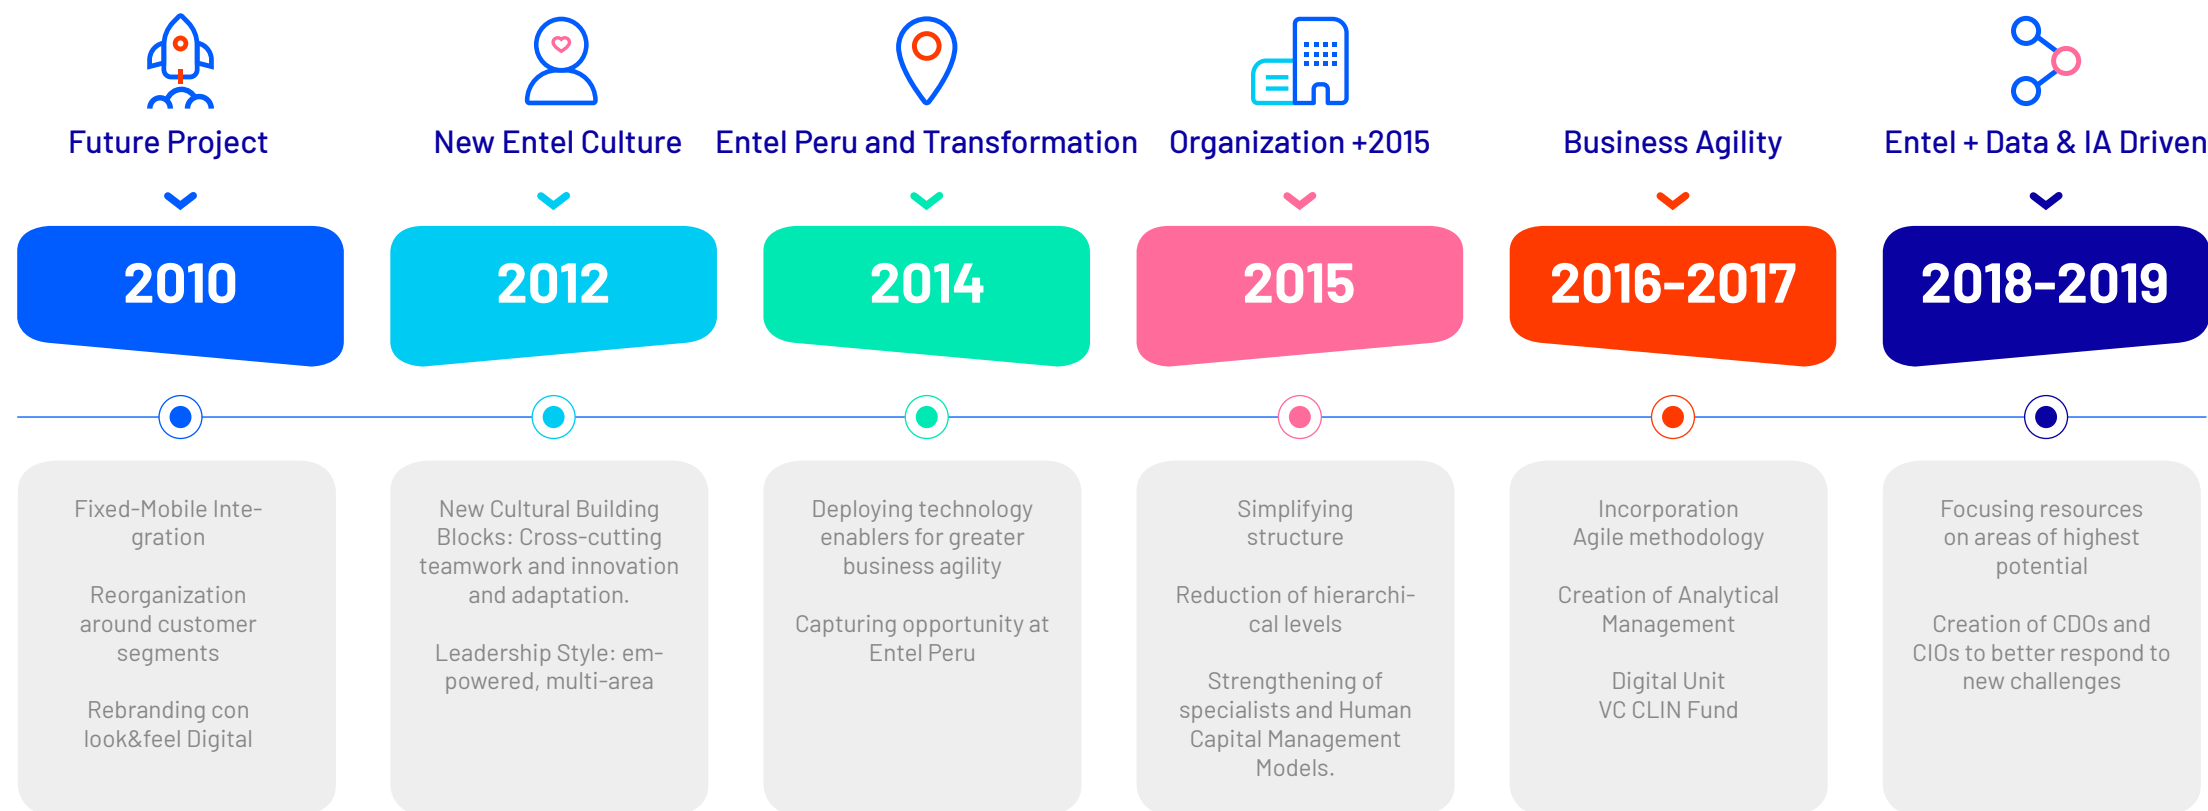 Future Project
New Entel Culture
Entel Peru and Transformation
Organization +2015
Business Agility
Entel + Data & IA Driven
2010
2012
2014
2015
2016-2017
2018-2019
Fixed-Mobile Inte-
gration
Reorganization
around customer
segments
Rebranding con
look&feel Digital
New Cultural Building
Blocks: Cross-cutting
teamwork and innovation
and adaptation.
Leadership Style: em-
powered, multi-area
Deploying technology
enablers for greater
business agility
Capturing opportunity at
Entel Peru
Simplifying
structure
Reduction of hierarchi-
cal levels
Strengthening of
specialists and Human
Capital Management
Models.
Incorporation
Agile methodology
Creation of Analytical
Management
Digital Unit
VC CLIN Fund
Focusing resources
on areas of highest
potential
Creation of CDOs and
CIOs to better respond to
new challenges